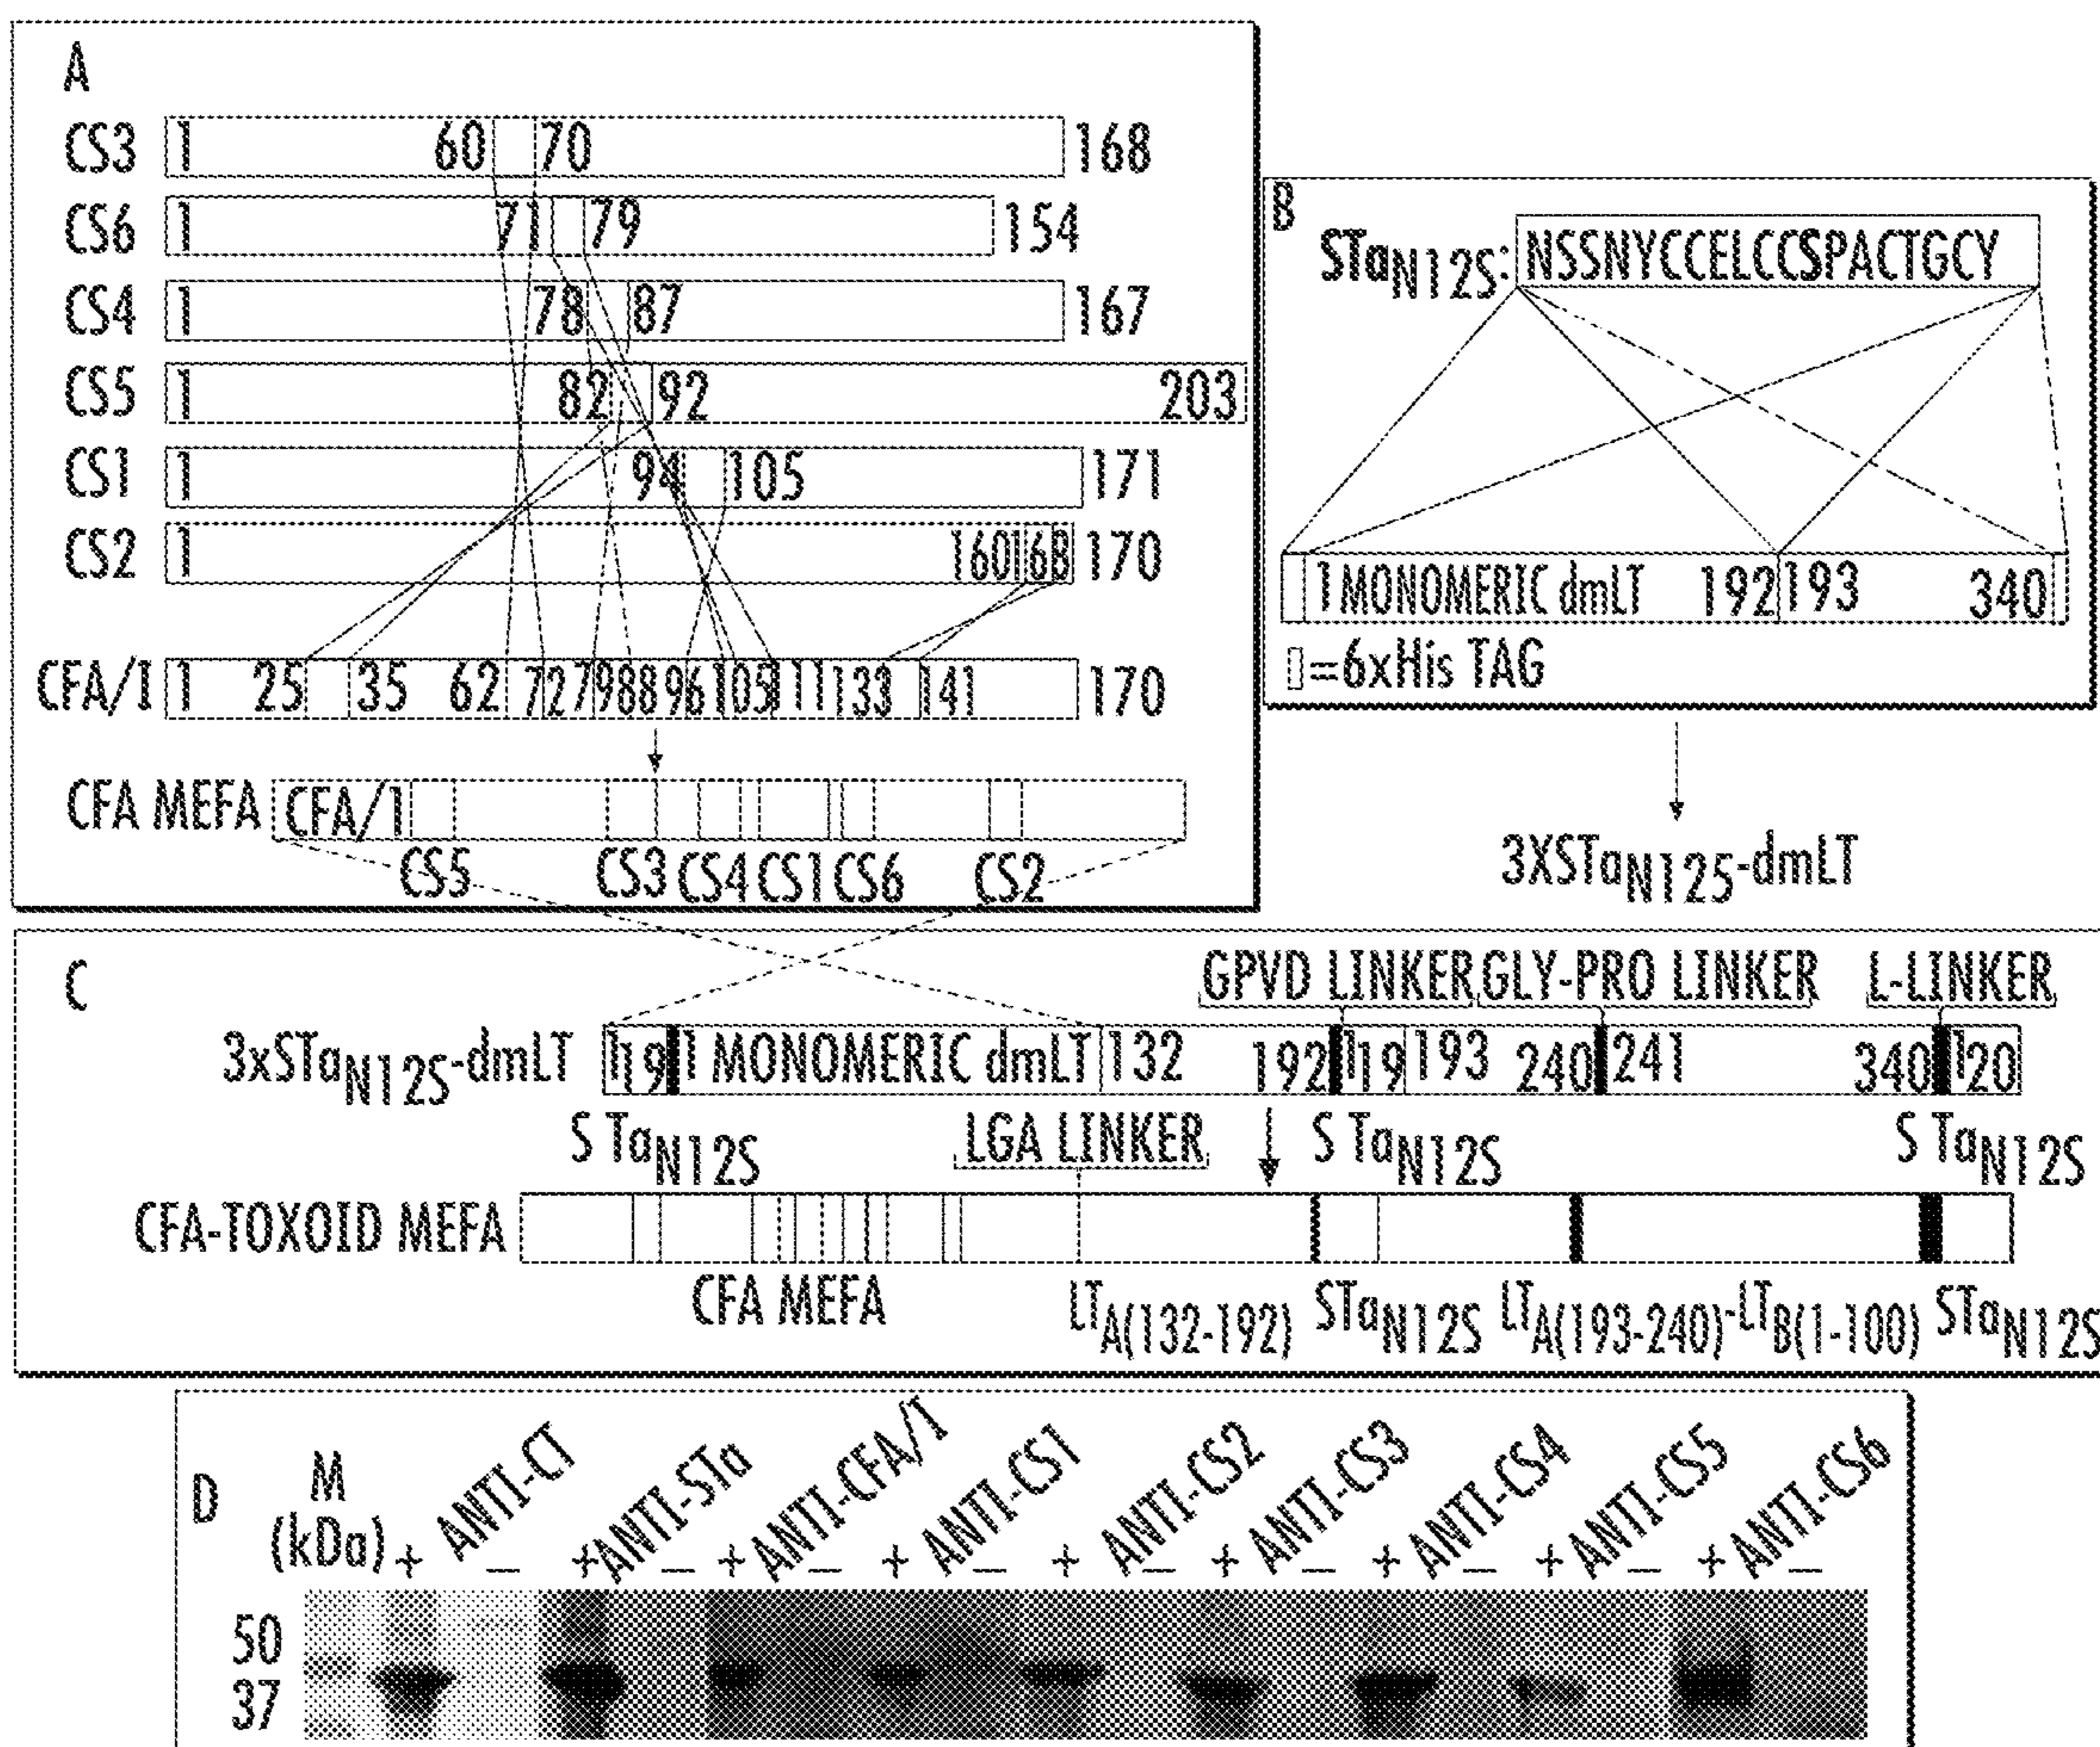 A
CS3 1 60 70 168
CS6 1 71 79 154
CS4 1 78 87 167
CS5 1 82 92 203
CS1 1 94 105 171
CS2 1 160 168 170
CFA/I 1 25 35 62 72 79 88 96 105 111 133 141 170
CFA MEFA CFA/1
CS5 CS3 CS4 CS1 CS6 CS2
B
STaN12S: NSSNYCCELCCSPACTGCY
1 MONOMERIC dmLT 192 193 340
=6xHis TAG
3XSTaN125-dmLT
C
GPVD LINKER GLY-PRO LINKER L-LINKER
3xSTaN12S-dmLT 1 19 1 MONOMERIC dmLT 132 192 1 19 193 240 241 340 1 20
S TaN12S LGA LINKER S TaN12S S TaN12S
CFA-TOXOID MEFA
CFA MEFA LTA(132-192) STaN12S LTA(193-240)-LTB(1-100) STaN12S
D
M (kDa)
ANTI-CT ANTI-STa ANTI-CFA/I ANTI-CS1 ANTI-CS2 ANTI-CS3 ANTI-CS4 ANTI-CS5 ANTI-CS6
+ – + – + – + – + – + – + – + – + –
50
37